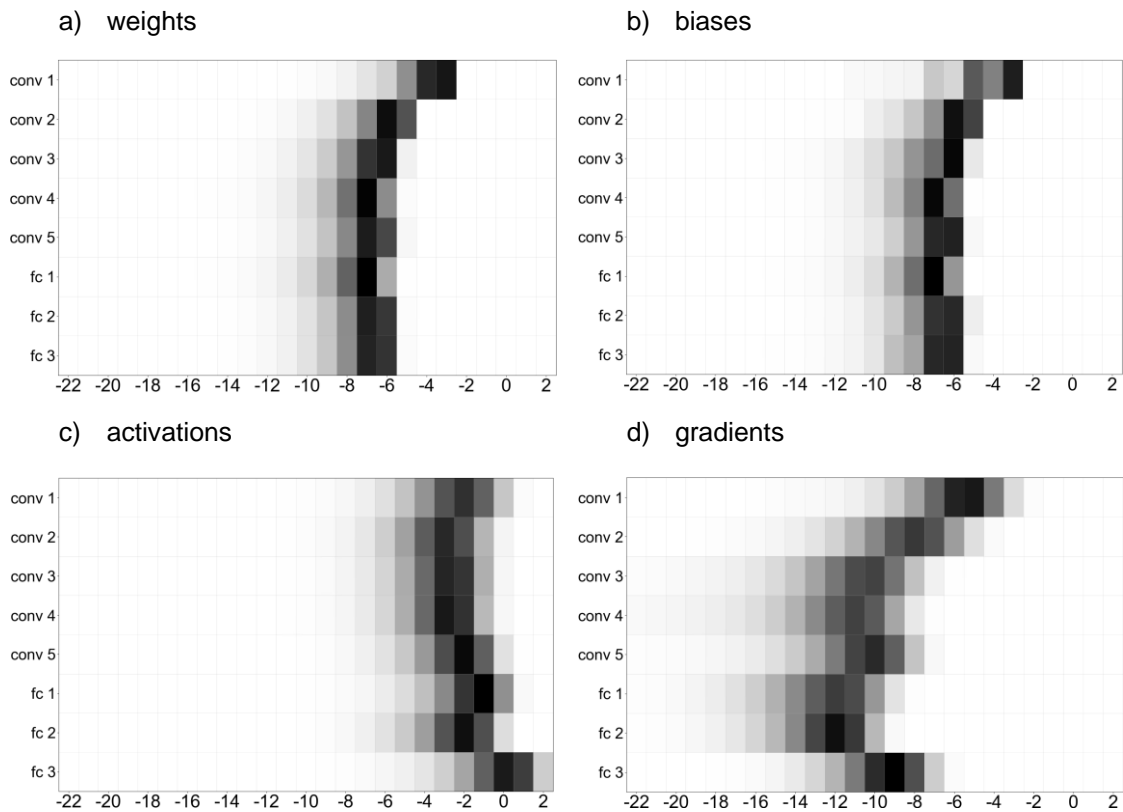 a) weights
b) biases
conv 1
conv 2
conv 3
conv 4
conv 5
fc 1
fc 2
fc 3
-22 -20 -18 -16 -14 -12 -10 -8 -6 -4 -2 0 2
conv 1
conv 2
conv 3
conv 4
conv 5
fc 1
fc 2
fc 3
-22 -20 -18 -16 -14 -12 -10 -8 -6 -4 -2 0 2
c) activations
d) gradients
conv 1
conv 2
conv 3
conv 4
conv 5
fc 1
fc 2
fc 3
-22 -20 -18 -16 -14 -12 -10 -8 -6 -4 -2 0 2
conv 1
conv 2
conv 3
conv 4
conv 5
fc 1
fc 2
fc 3
-22 -20 -18 -16 -14 -12 -10 -8 -6 -4 -2 0 2